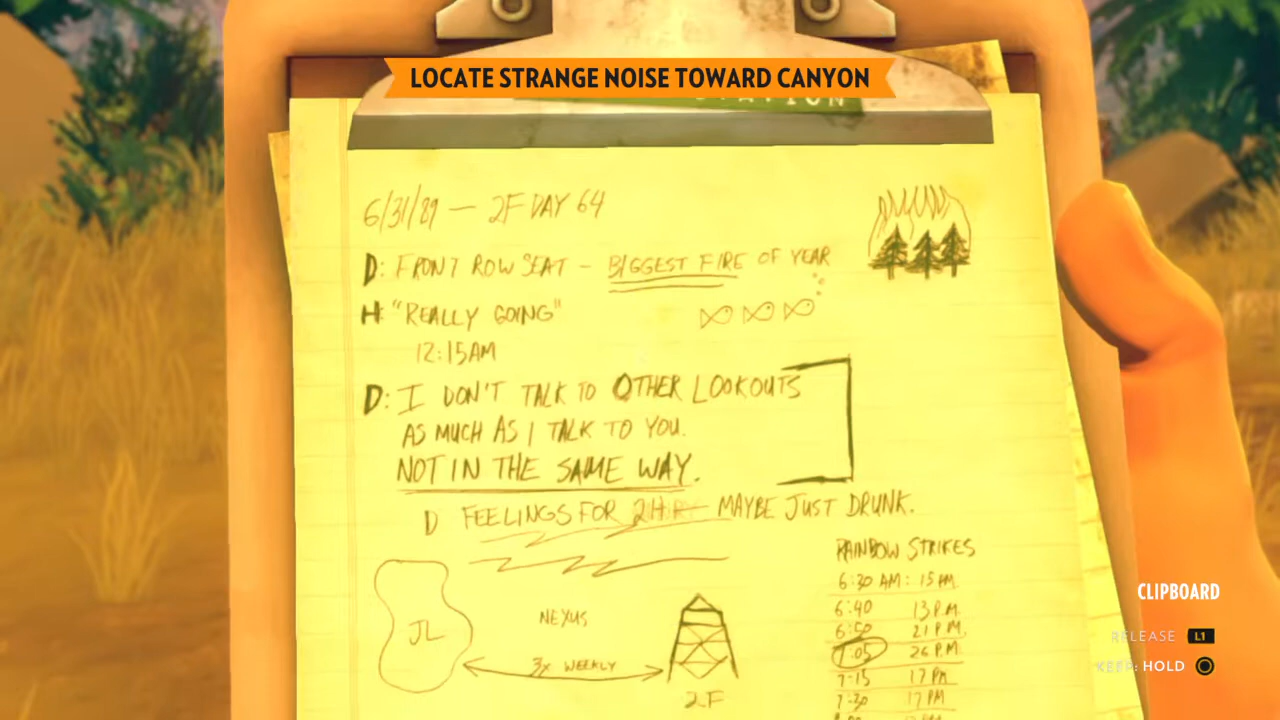 LOCATE STRANGE NOISE TOWARD CANYON
6/31/89 — 2F DAY 64
D: FRONT ROW SEAT - BIGGEST FIRE OF YEAR
H: "REALLY GOING"
12:15AM
D: I DON'T TALK TO OTHER LOOKOUTS
AS MUCH AS I TALK TO YOU.
NOT IN THE SAME WAY.
D FEELINGS FOR MAYBE JUST DRUNK.
JL
NEXUS
3x WEEKLY
2F
RAINBOW STRIKES
6:30 AM: 15 P.M.
6:40 13 P.M.
6:50 21 P.M.
7:05 26 P.M.
7:15 17 PM
7:30 17 PM
CLIPBOARD
RELEASE L1
KEEP: HOLD